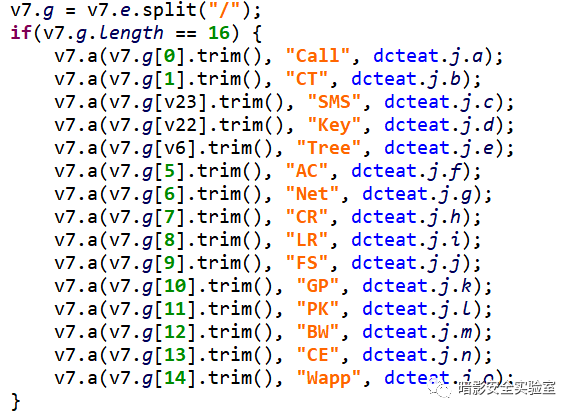 v7.g = v7.e.split("/");
if(v7.g.length == 16) {
v7.a(v7.g[0].trim(), "Call", dcteat.j.a);
v7.a(v7.g[1].trim(), "CT", dcteat.j.b);
v7.a(v7.g[v23].trim(), "SMS", dcteat.j.c);
v7.a(v7.g[v22].trim(), "Key", dcteat.j.d);
v7.a(v7.g[v6].trim(), "Tree", dcteat.j.e);
v7.a(v7.g[5].trim(), "AC", dcteat.j.f);
v7.a(v7.g[6].trim(), "Net", dcteat.j.g);
v7.a(v7.g[7].trim(), "CR", dcteat.j.h);
v7.a(v7.g[8].trim(), "LR", dcteat.j.i);
v7.a(v7.g[9].trim(), "FS", dcteat.j.j);
v7.a(v7.g[10].trim(), "GP", dcteat.j.k);
v7.a(v7.g[11].trim(), "PK", dcteat.j.l);
v7.a(v7.g[12].trim(), "BW", dcteat.j.m);
v7.a(v7.g[13].trim(), "CE", dcteat.j.n);
v7.a(v7.g[14].trim(), "Wapp", dcteat.j.o);
}
暗影安全实验室